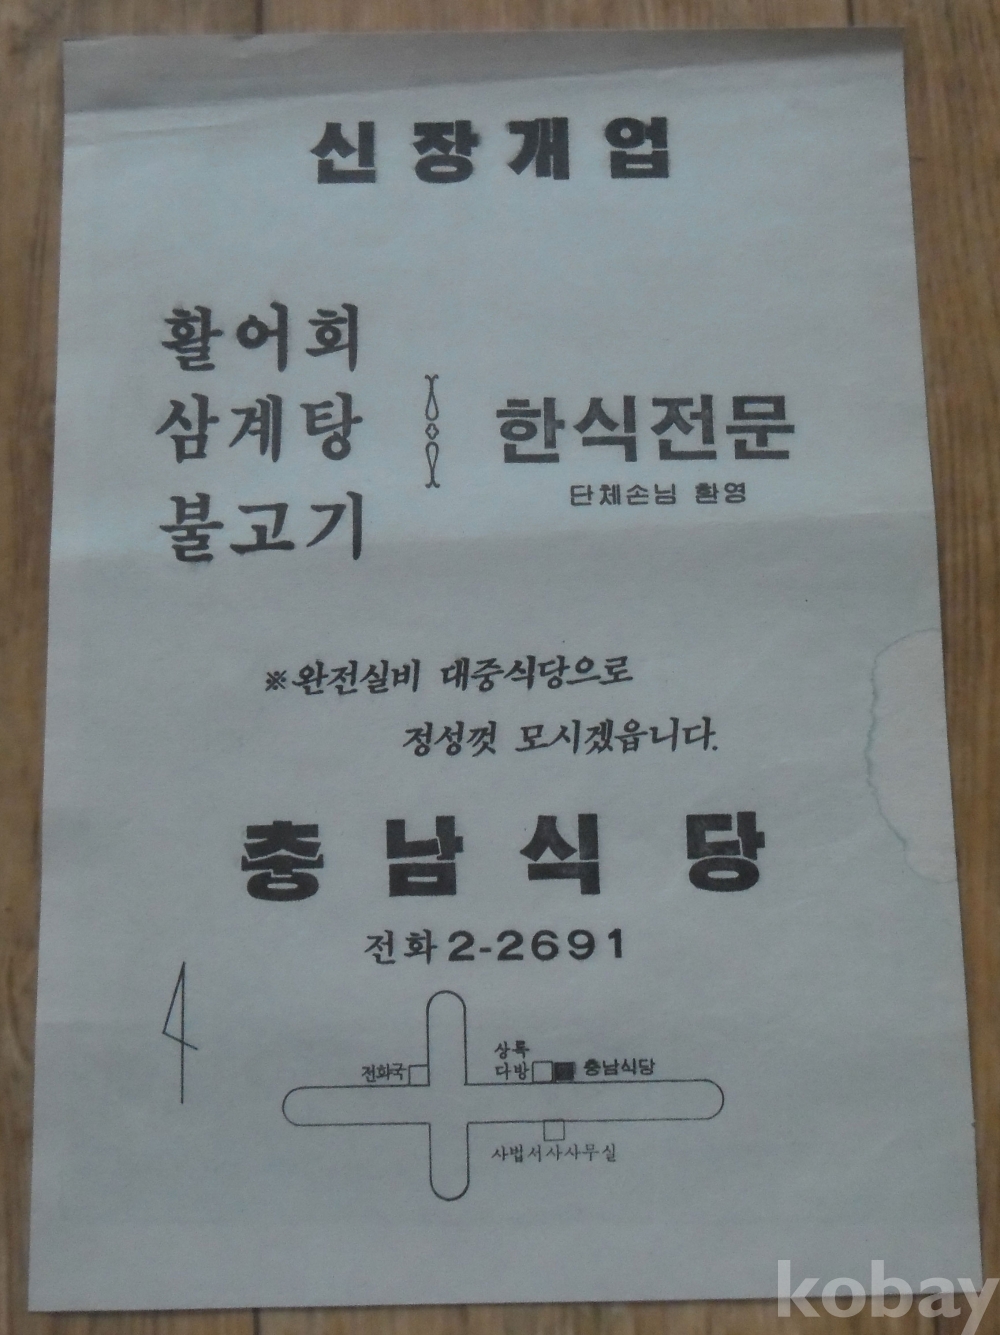 신장개업
활어회
삼계탕
불고기
한식전문
단체손님 환영
※완전실비 대중식당으로
정성껏 모시겠읍니다.
충남식당
전화 2-2691
전화국
상록
다방
충남식당
사법서사사무실
kobay